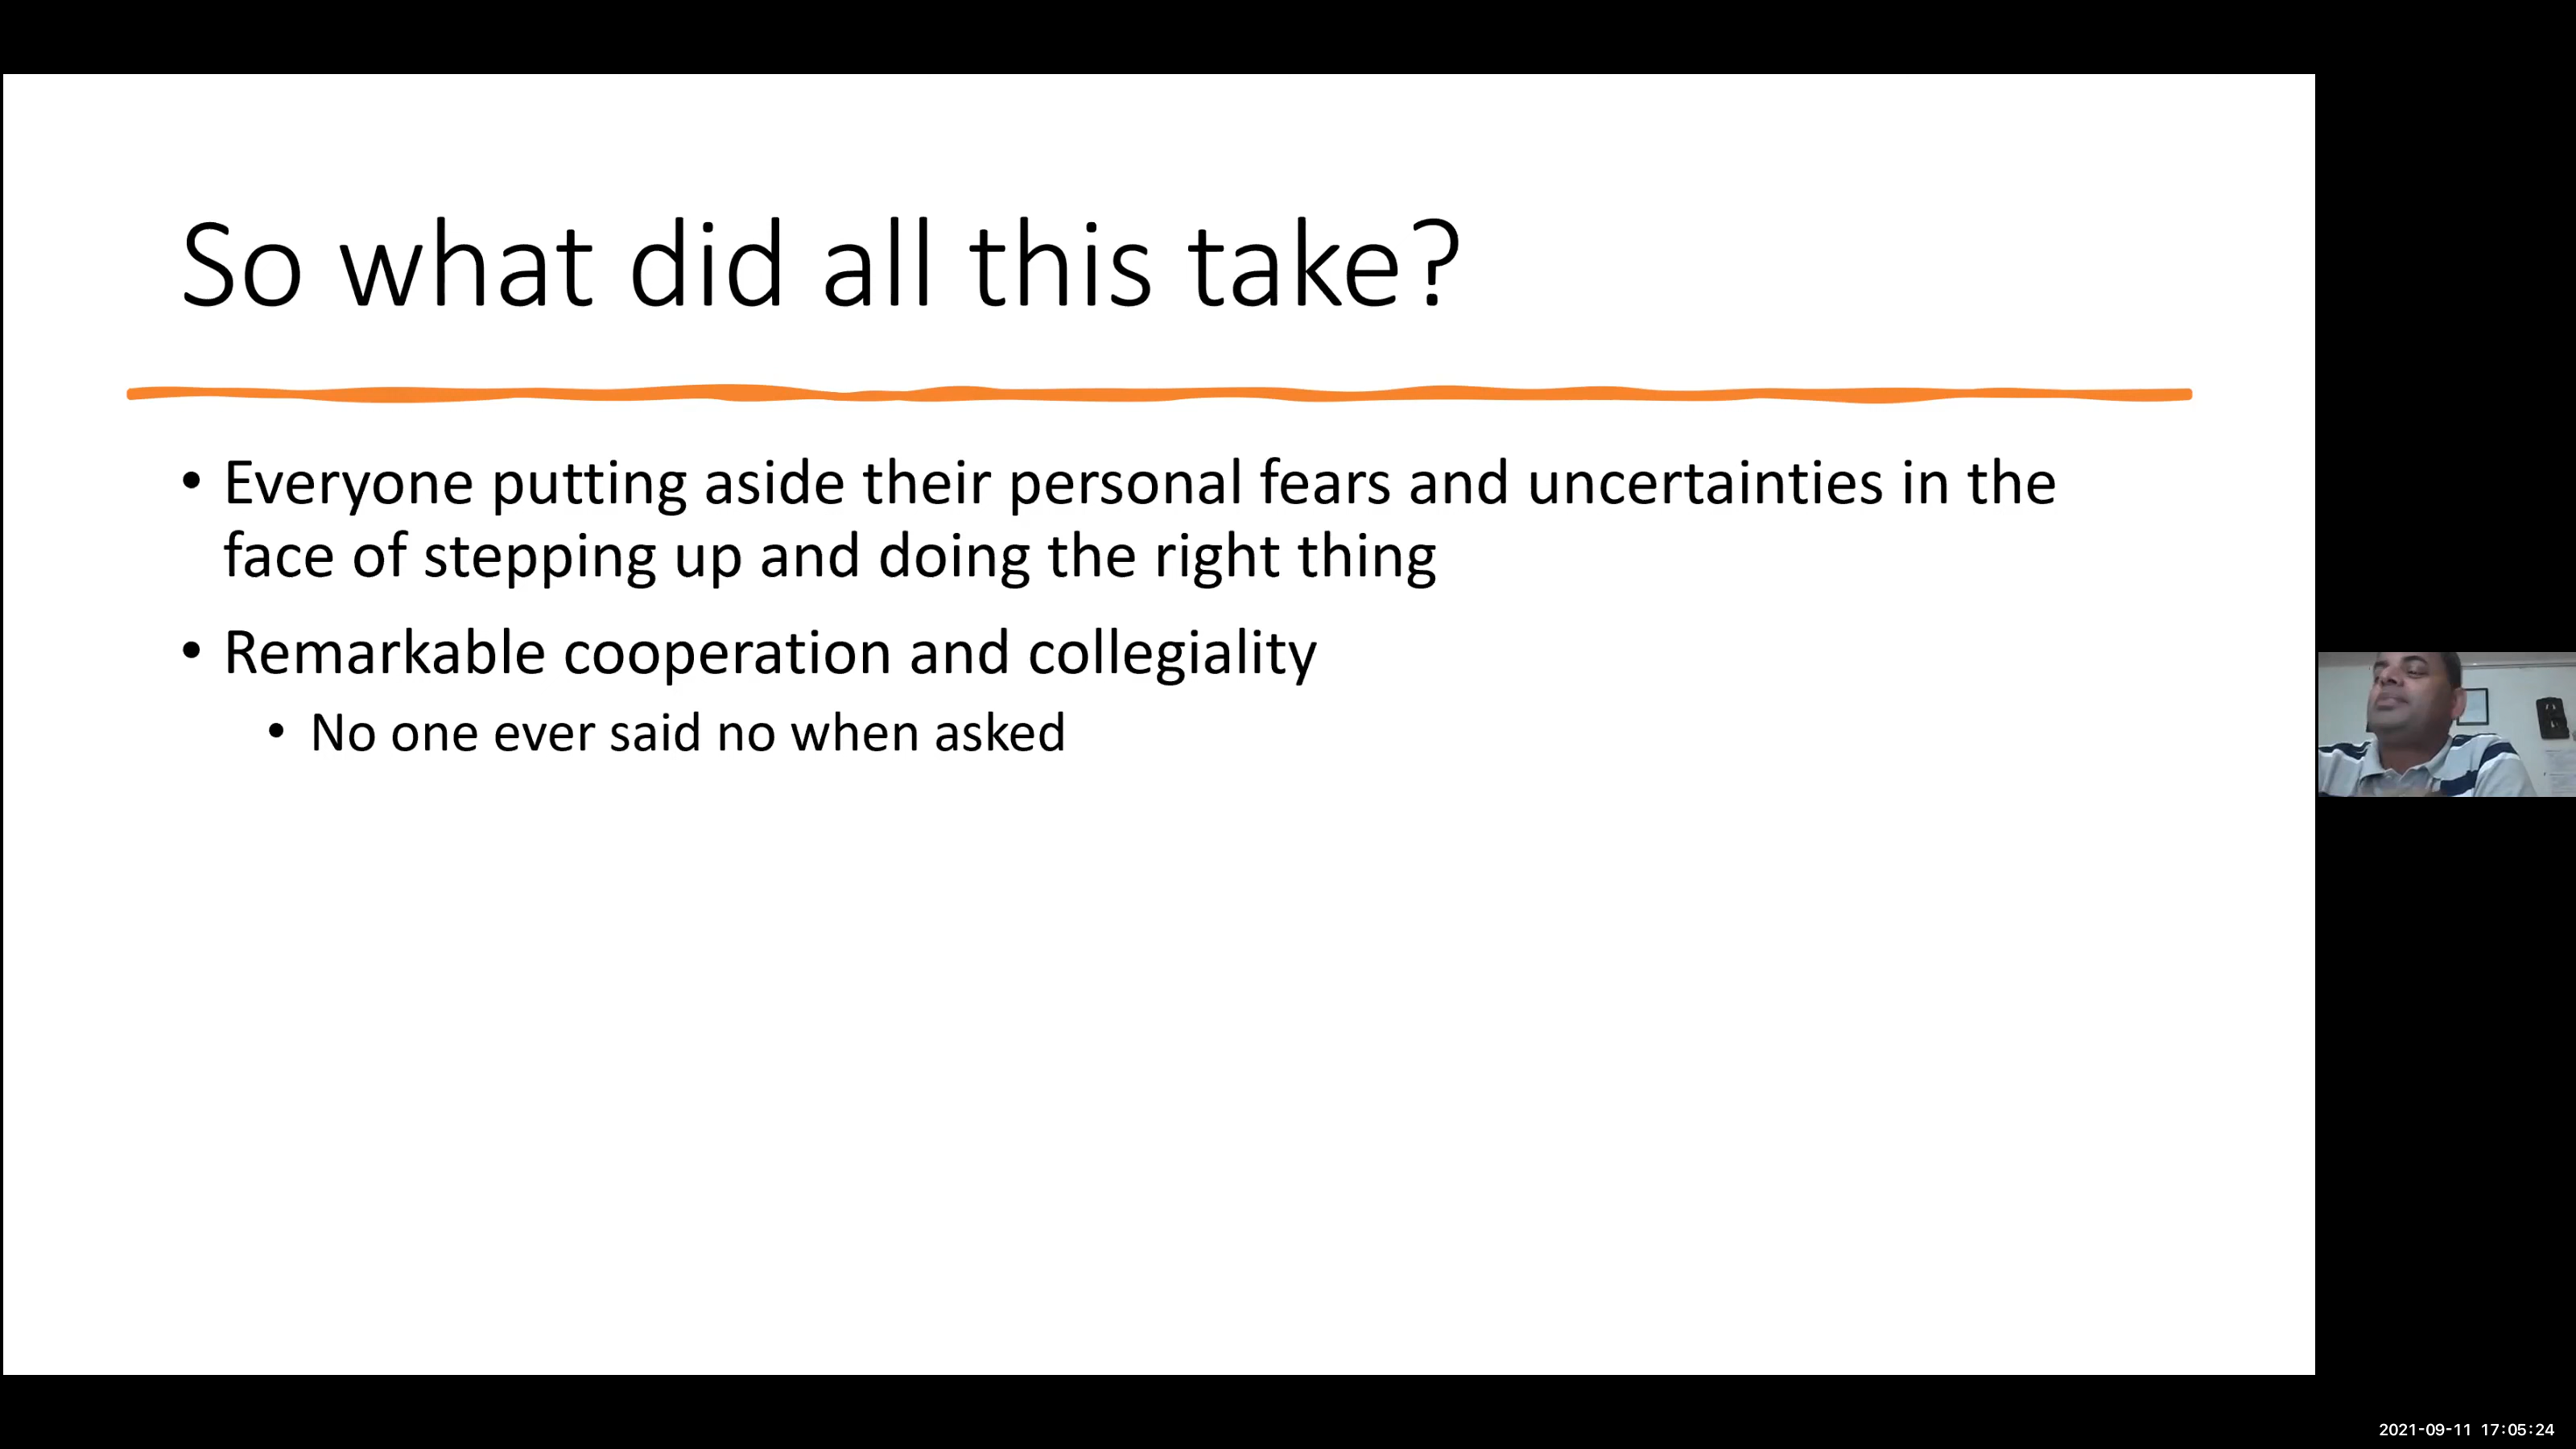 So what did all this take?
• Everyone putting aside their personal fears and uncertainties in the
face of stepping up and doing the right thing
• Remarkable cooperation and collegiality
• No one ever said no when asked
2021-09-11 17:05:24